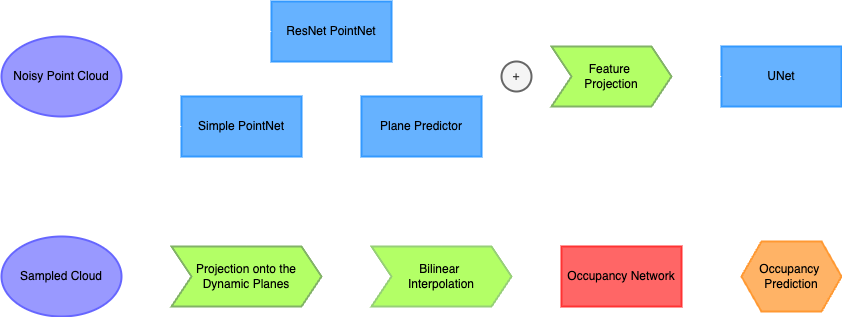 ResNet PointNet
Noisy Point Cloud
+
Feature
Projection
UNet
Simple PointNet
Plane Predictor
Sampled Cloud
Projection onto the
Dynamic Planes
Bilinear
Interpolation
Occupancy Network
Occupancy
Prediction